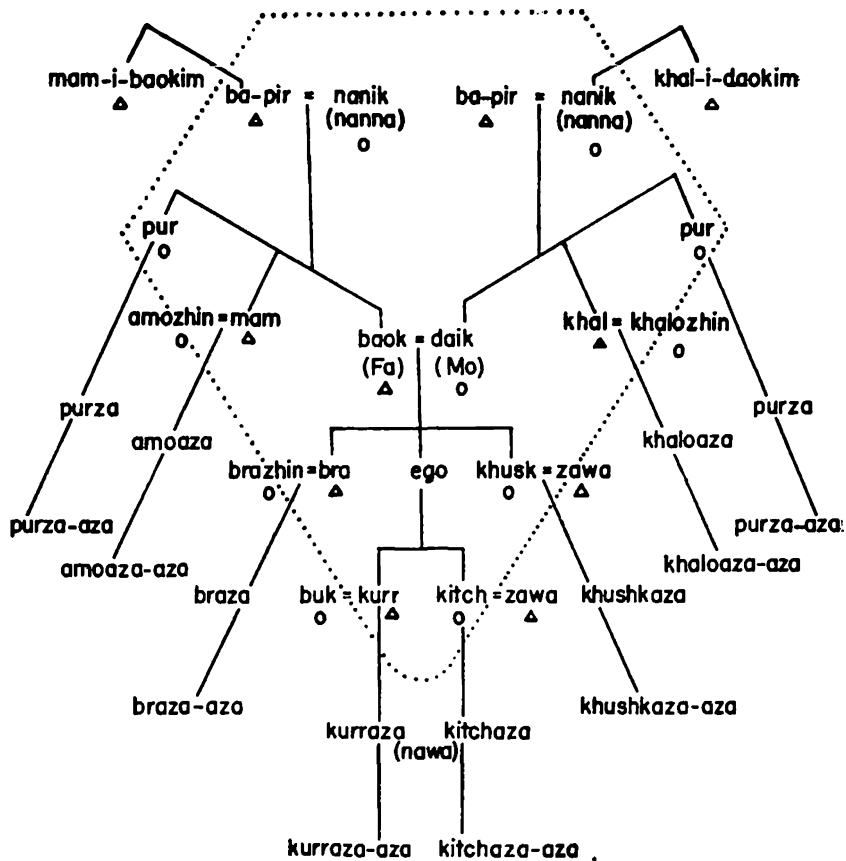 mam-i-baokim khal-i-daokim
ba-pir = nanik ba-pir = nanik
(nanna) (nanna)
pur pur
amozhin = mam khal = khalozhin
baok = daik
(Fa) (Mo)
purza purza
amoaza khaloaza
brazhin = bra ego khusk = zawa
purza-aza purza-aza
amoaza-aza khaloaza-aza
braza buk = kurr kitch = zawa khushkaza
braza-aza khushkaza-aza
kurraza kitchaza
(nawa)
kurraza-aza kitchaza-aza